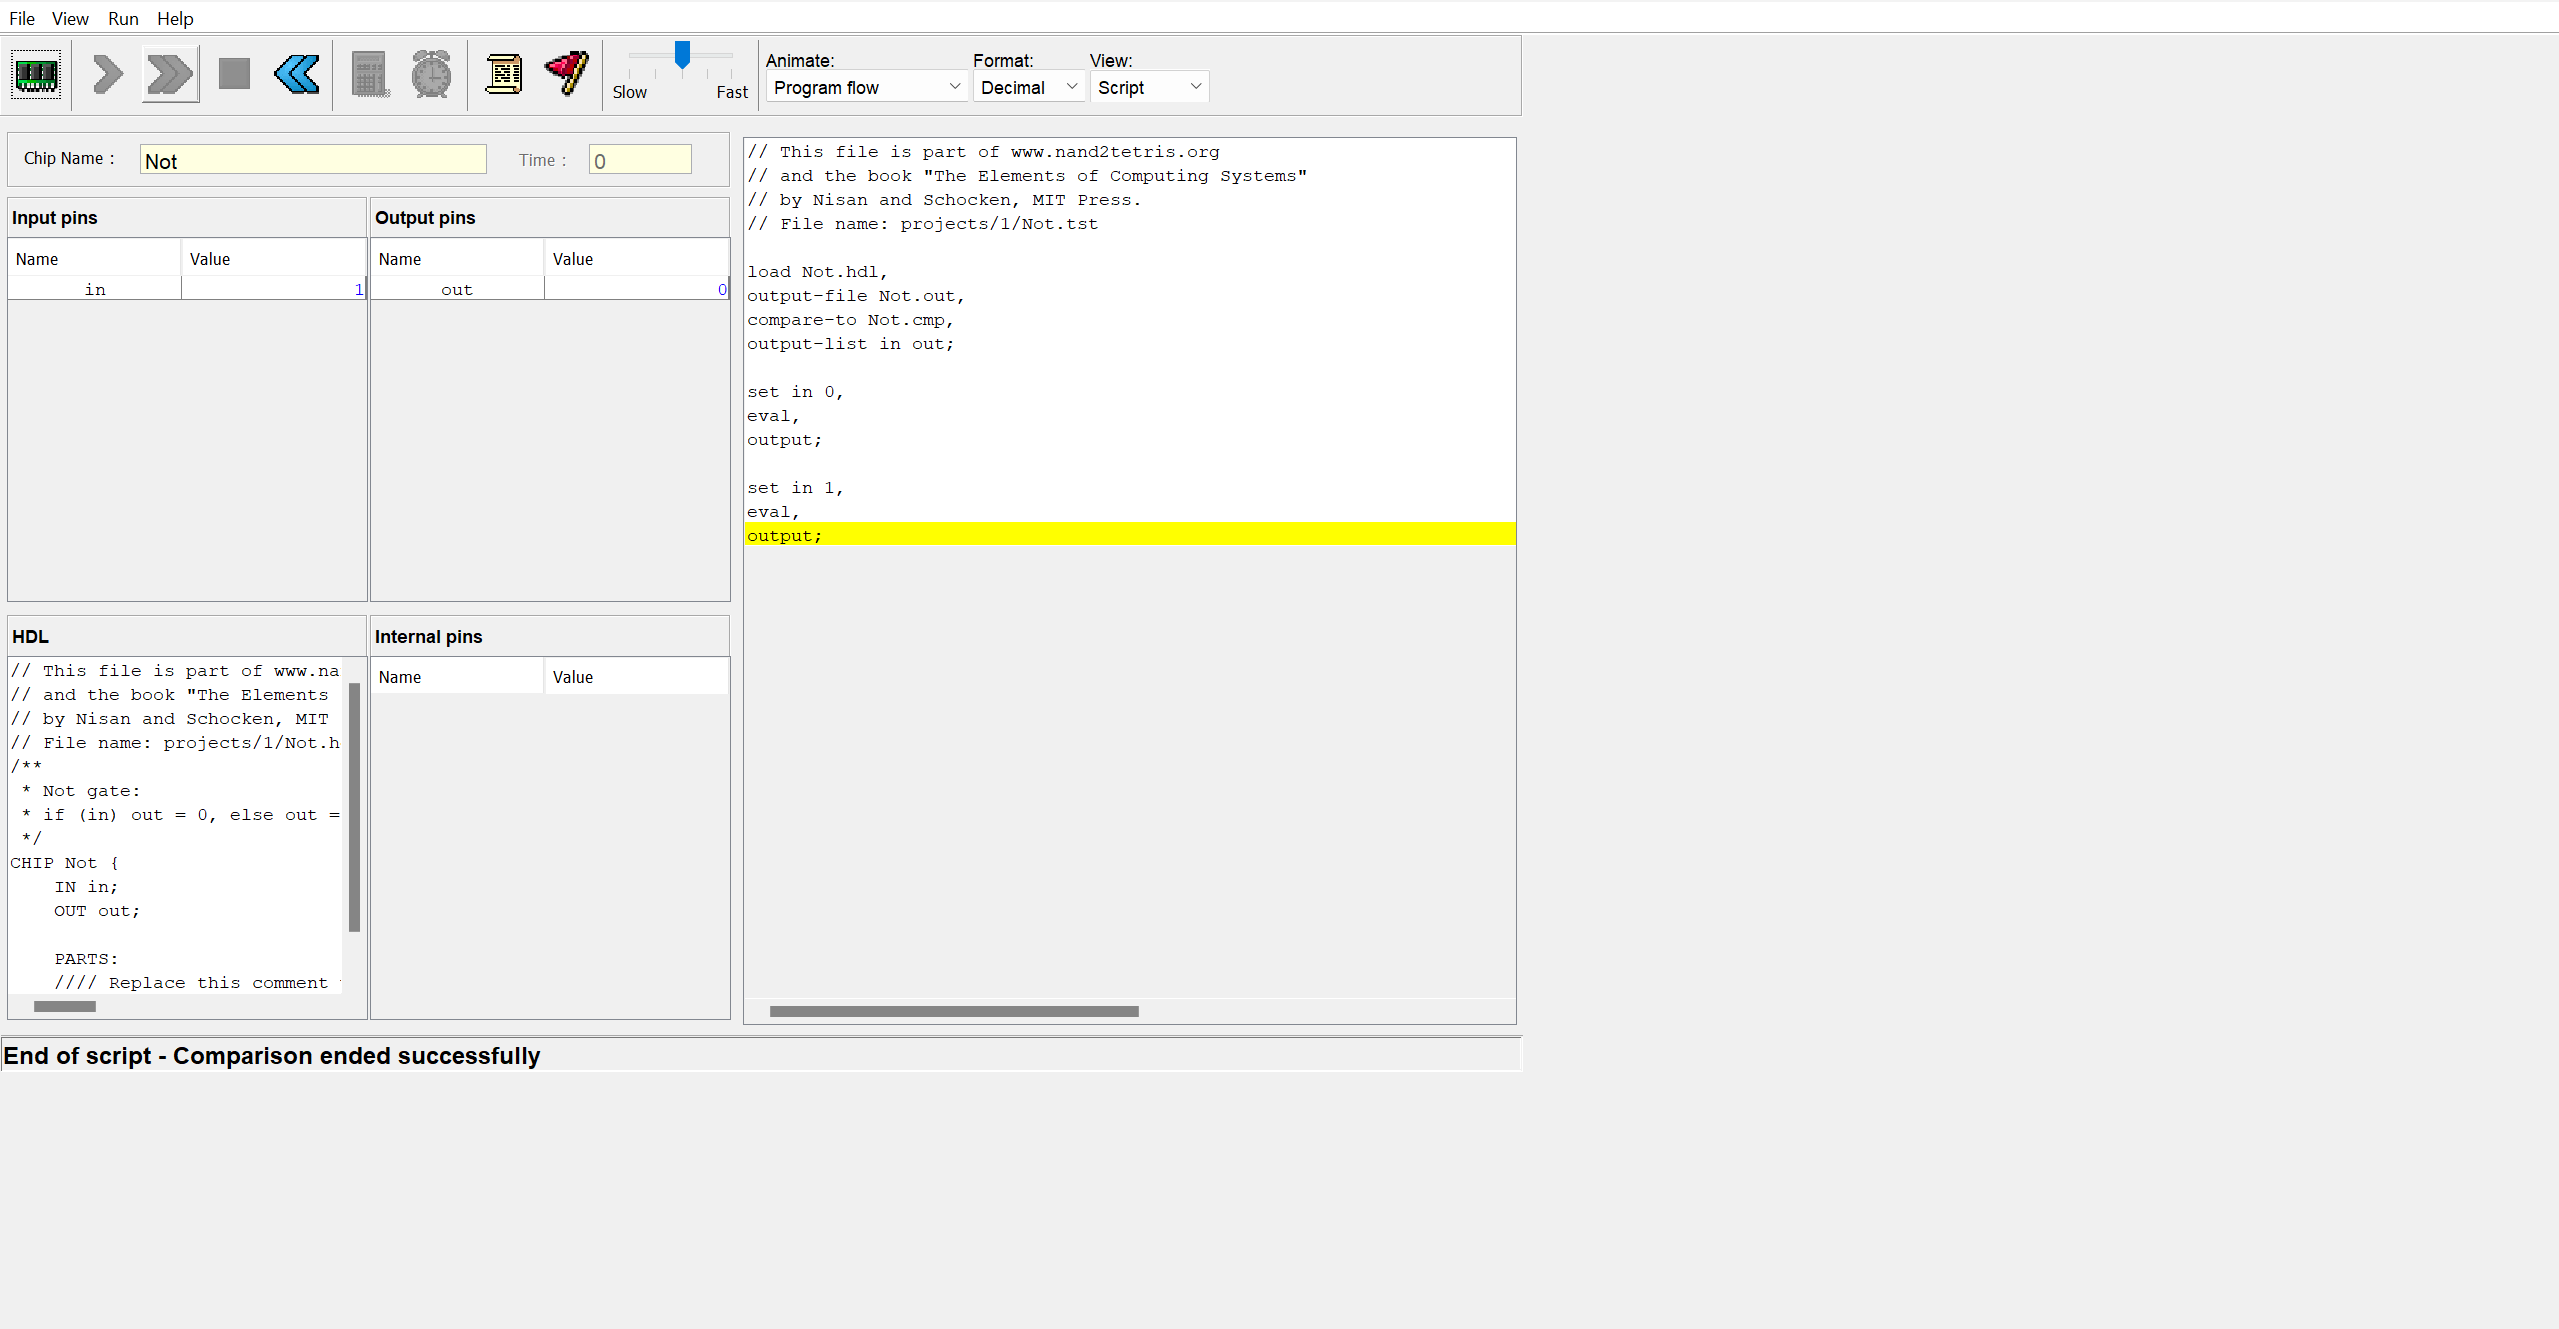 File View Run Help
Slow Fast
Animate: Format: View:
Program flow Decimal Script
Chip Name : Not Time : 0
Input pins
Name Value
in 1
Output pins
Name Value
out 0
HDL
// This file is part of www.na
// and the book "The Elements
// by Nisan and Schocken, MIT
// File name: projects/1/Not.h
/**
 * Not gate:
 * if (in) out = 0, else out =
 */
CHIP Not {
    IN in;
    OUT out;
    PARTS:
    //// Replace this comment
Internal pins
Name Value
// This file is part of www.nand2tetris.org
// and the book "The Elements of Computing Systems"
// by Nisan and Schocken, MIT Press.
// File name: projects/1/Not.tst
load Not.hdl,
output-file Not.out,
compare-to Not.cmp,
output-list in out;
set in 0,
eval,
output;
set in 1,
eval,
output;
End of script - Comparison ended successfully